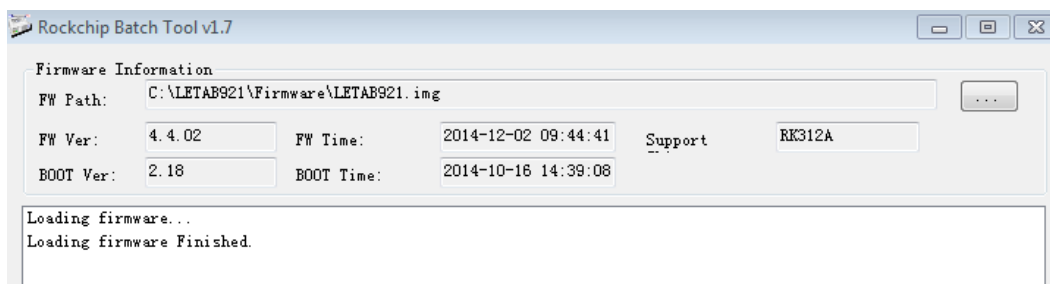 Rockchip Batch Tool v1.7
Firmware Information
FW Path: C:\LETAB921\Firmware\LETAB921.img ...
FW Ver: 4.4.02 FW Time: 2014-12-02 09:44:41 Support RK312A
BOOT Ver: 2.18 BOOT Time: 2014-10-16 14:39:08
Loading firmware...
Loading firmware Finished.